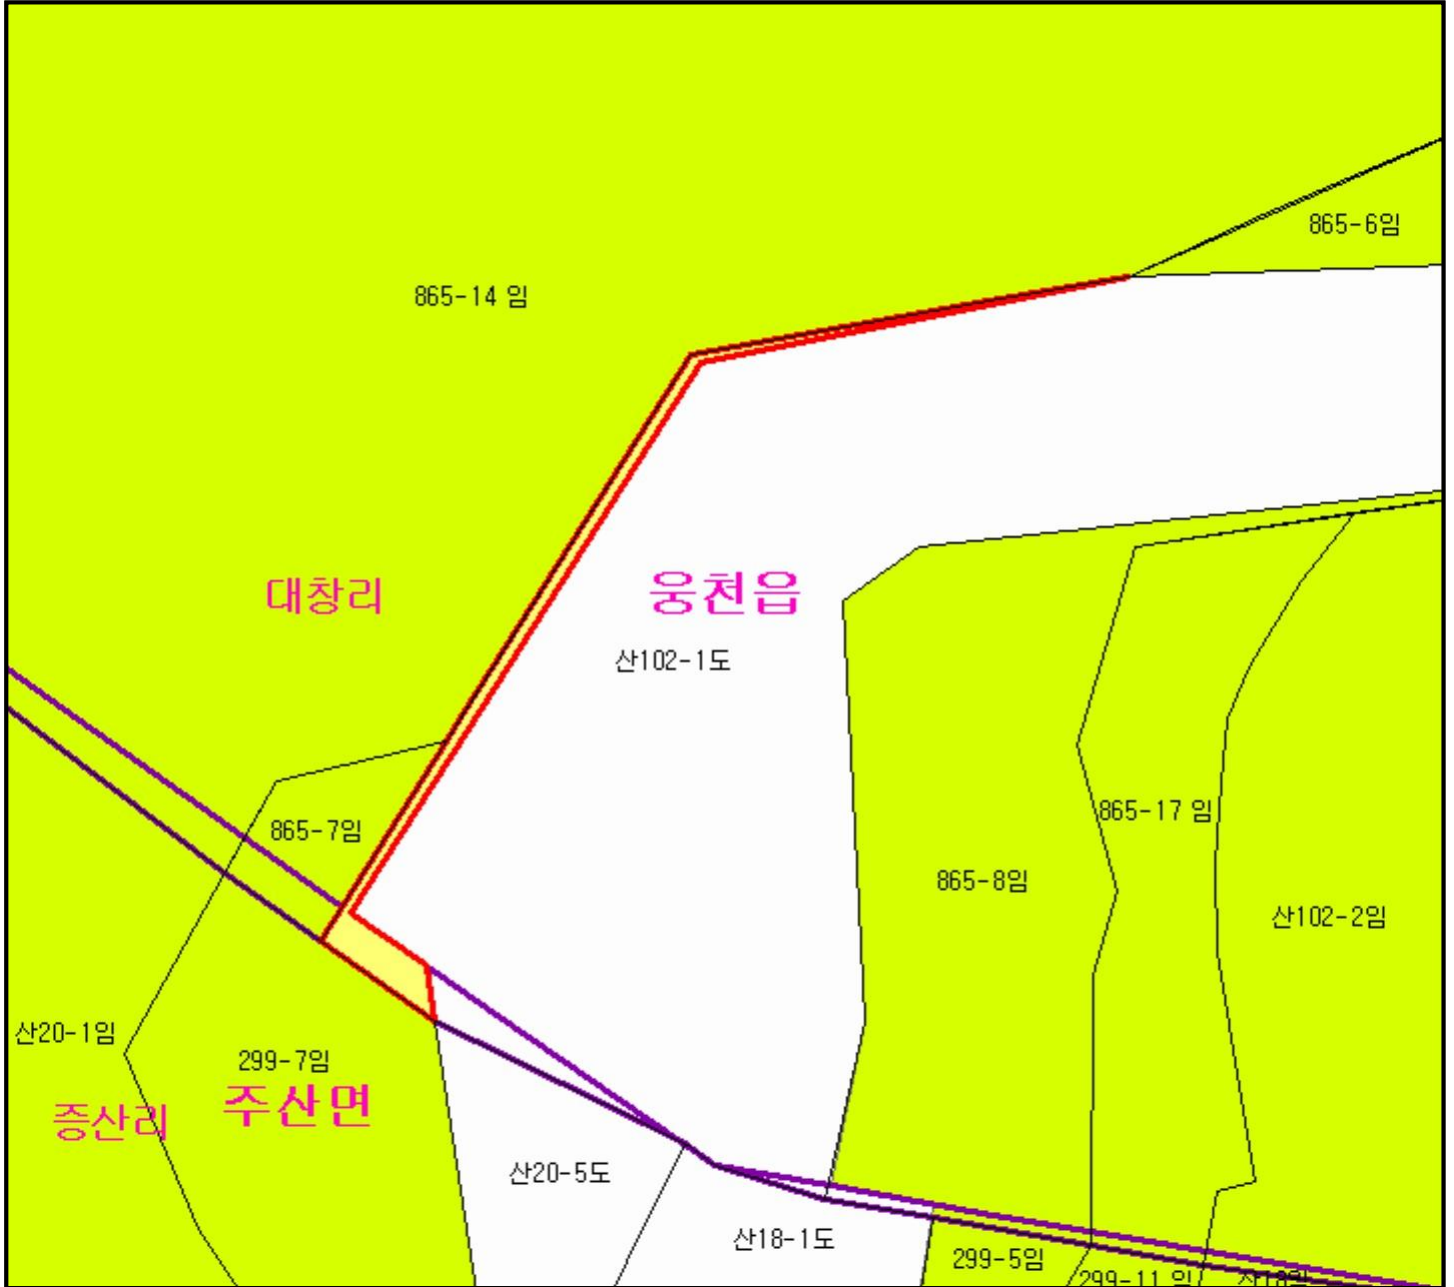 865-6임
865-14 임
대창리
웅천읍
산102-1도
865-7임
865-17 임
865-8임
산102-2임
산20-1임
299-7임
주산면
증산리
산20-5도
산18-1도
299-5임
299-11 임